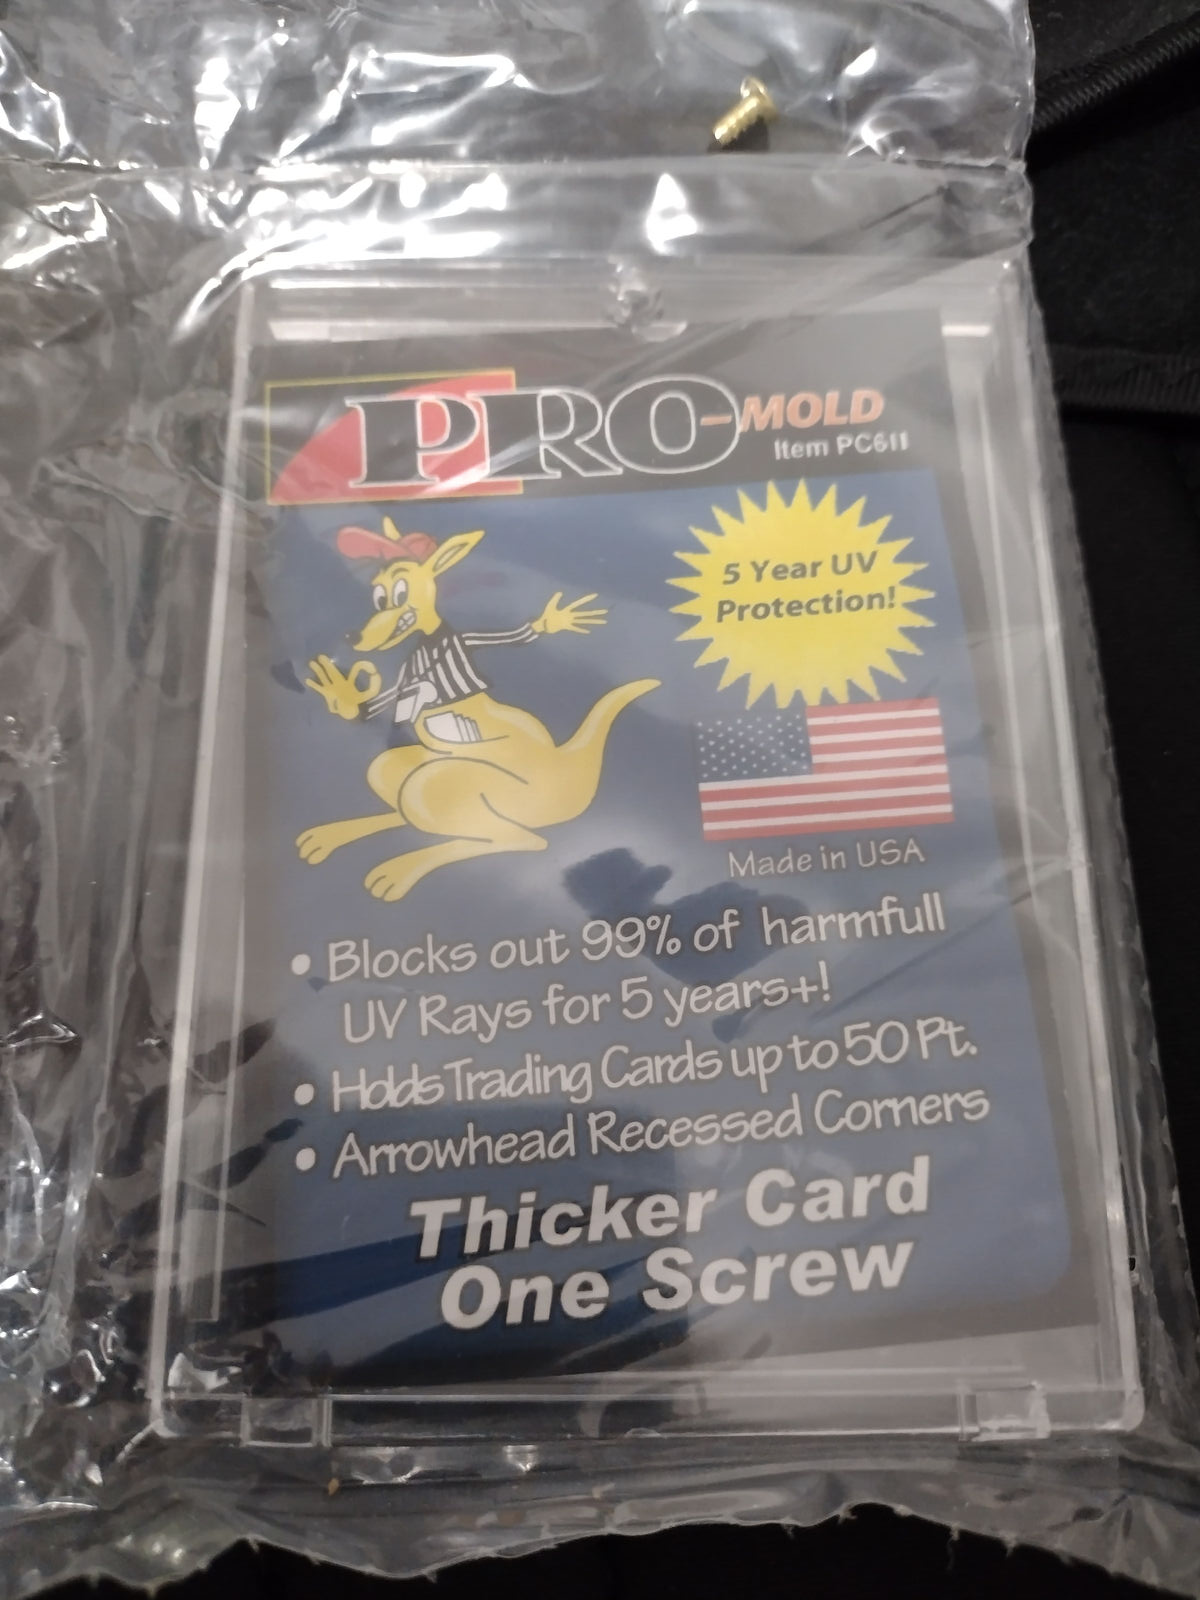 PRO-MOLD
Item PC611
5 Year UV
Protection!
Made in USA
• Blocks out 99% of harmfull
UV Rays for 5 years+!
• Holds Trading Cards up to 50 Pt.
• Arrowhead Recessed Corners
Thicker Card
One Screw